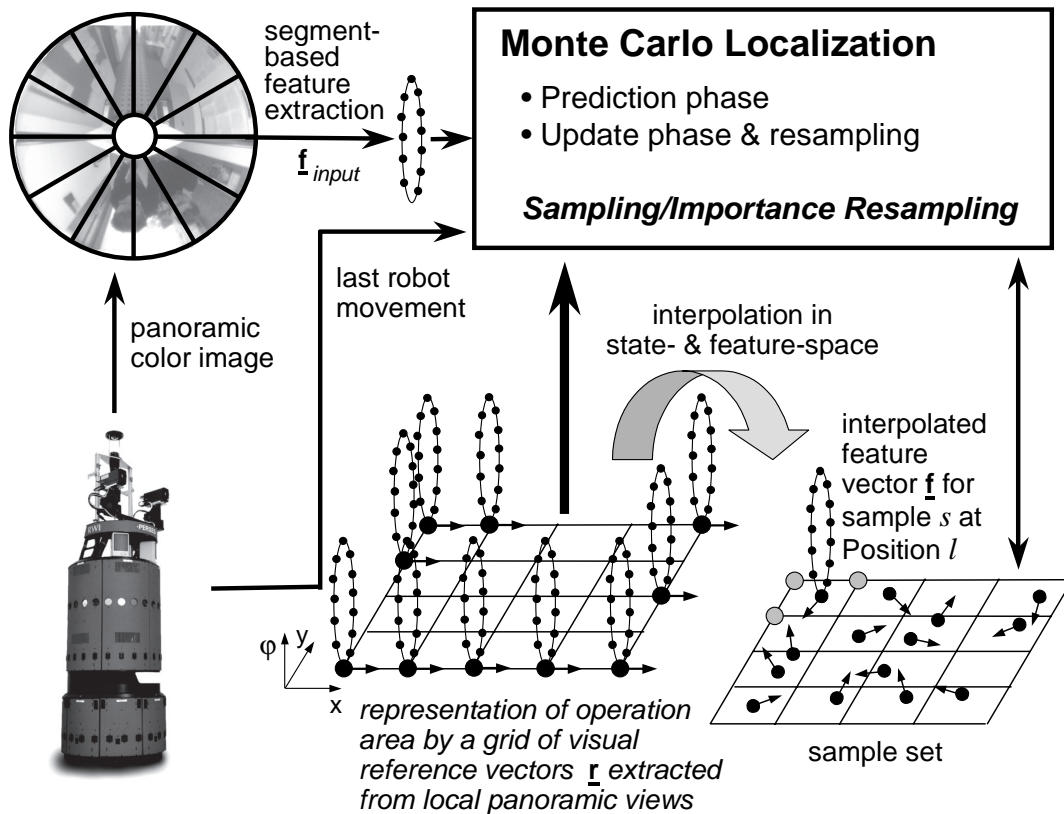 segment-
based
feature
extraction
f input
Monte Carlo Localization
• Prediction phase
• Update phase & resampling
Sampling/Importance Resampling
last robot
movement
panoramic
color image
interpolation in
state- & feature-space
interpolated
feature
vector f for
sample s at
Position l
RWI
φ
y
x
representation of operation
area by a grid of visual
reference vectors r extracted
from local panoramic views
sample set